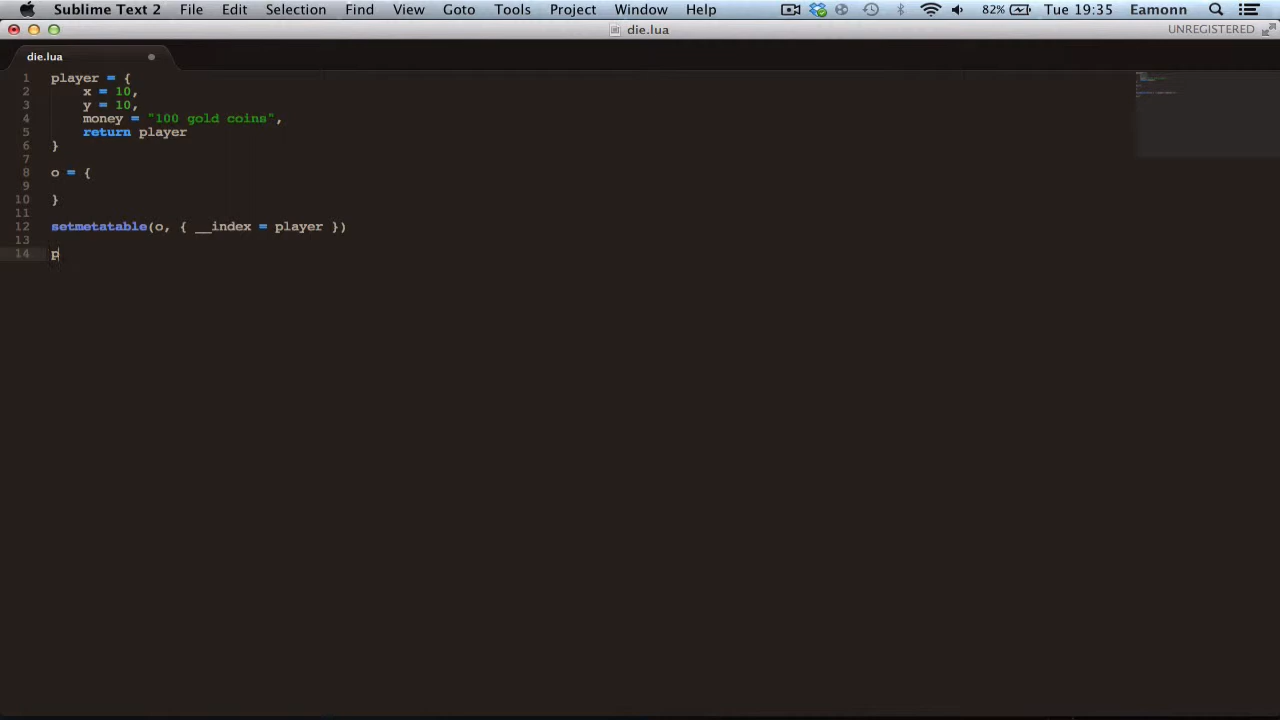 Sublime Text 2 File Edit Selection Find View Goto Tools Project Window Help 82% Tue 19:35 Eamonn
die.lua
UNREGISTERED
die.lua
1 player = {
2 x = 10,
3 y = 10,
4 money = "100 gold coins",
5 return player
6 }
7
8 o = {
9
10 }
11
12 setmetatable(o, { __index = player })
13
14 p